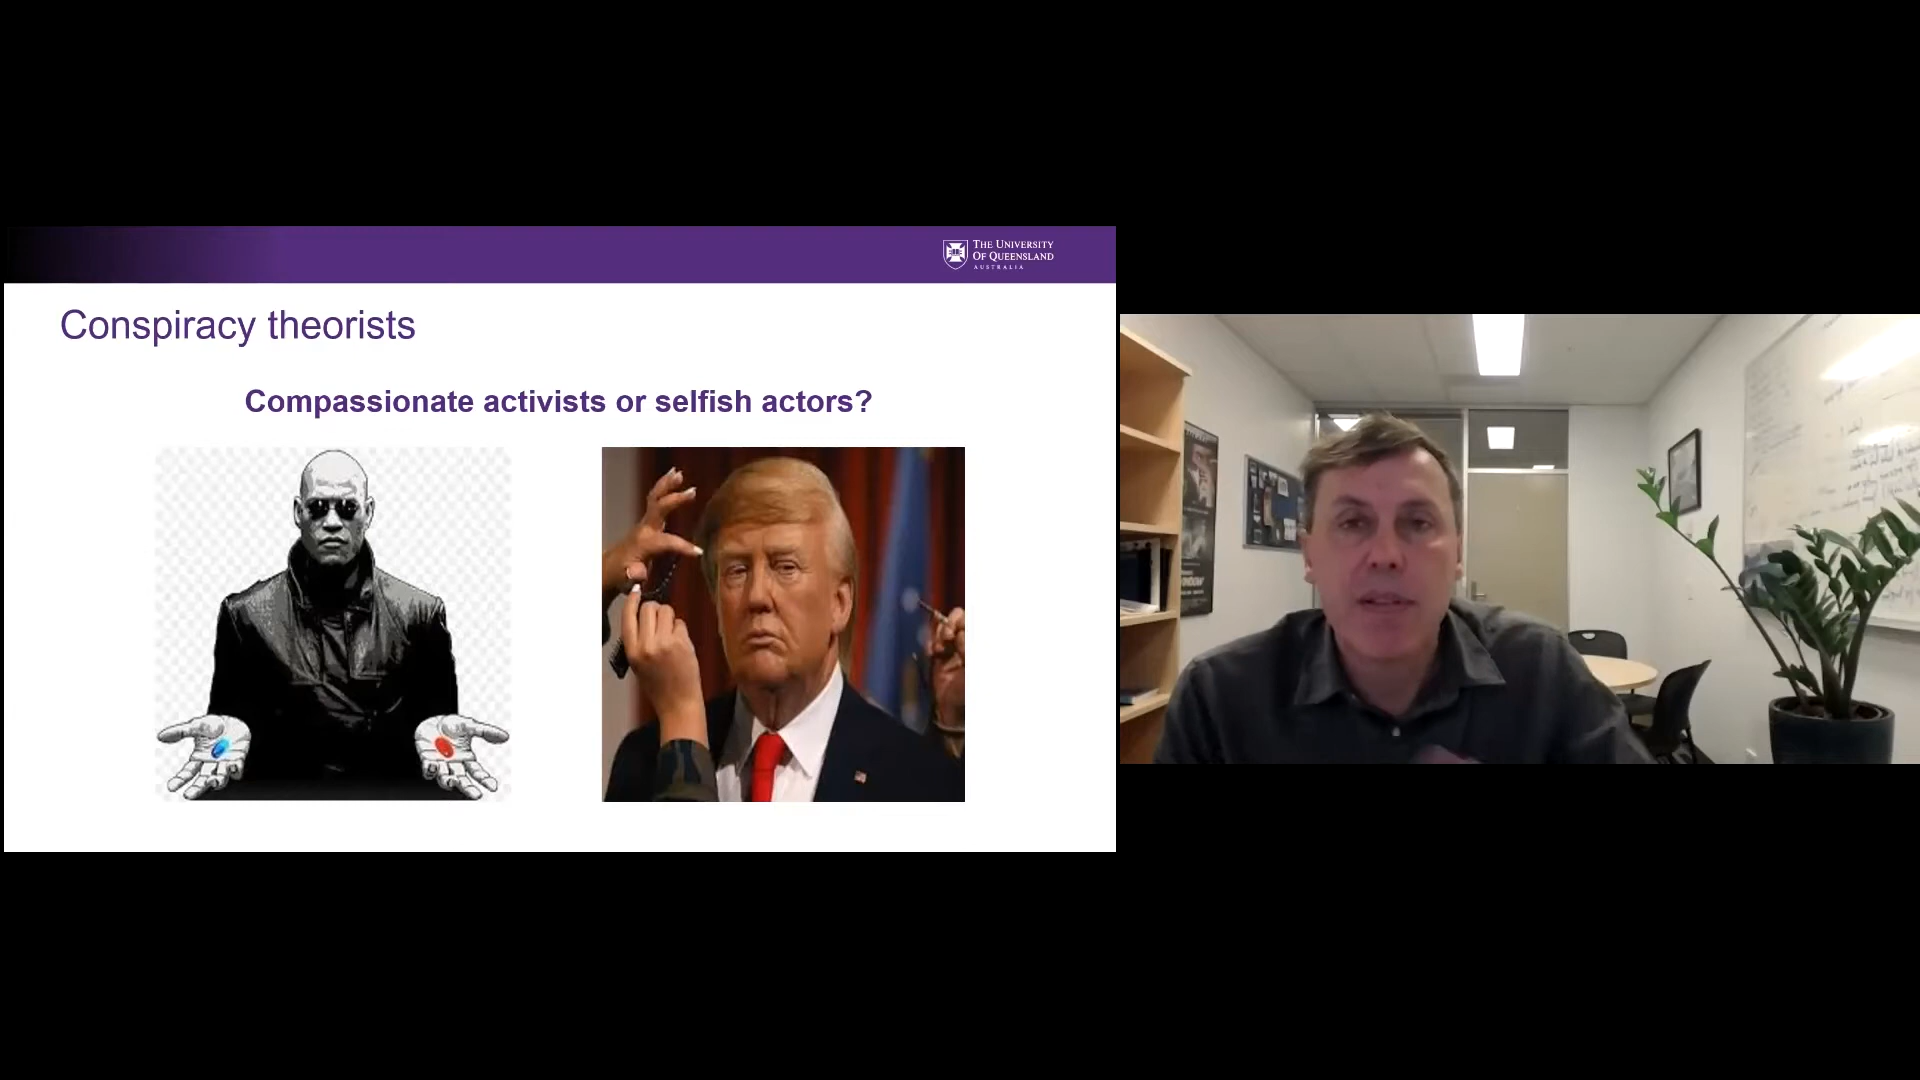 THE UNIVERSITY
OF QUEENSLAND
AUSTRALIA
Conspiracy theorists
Compassionate activists or selfish actors?